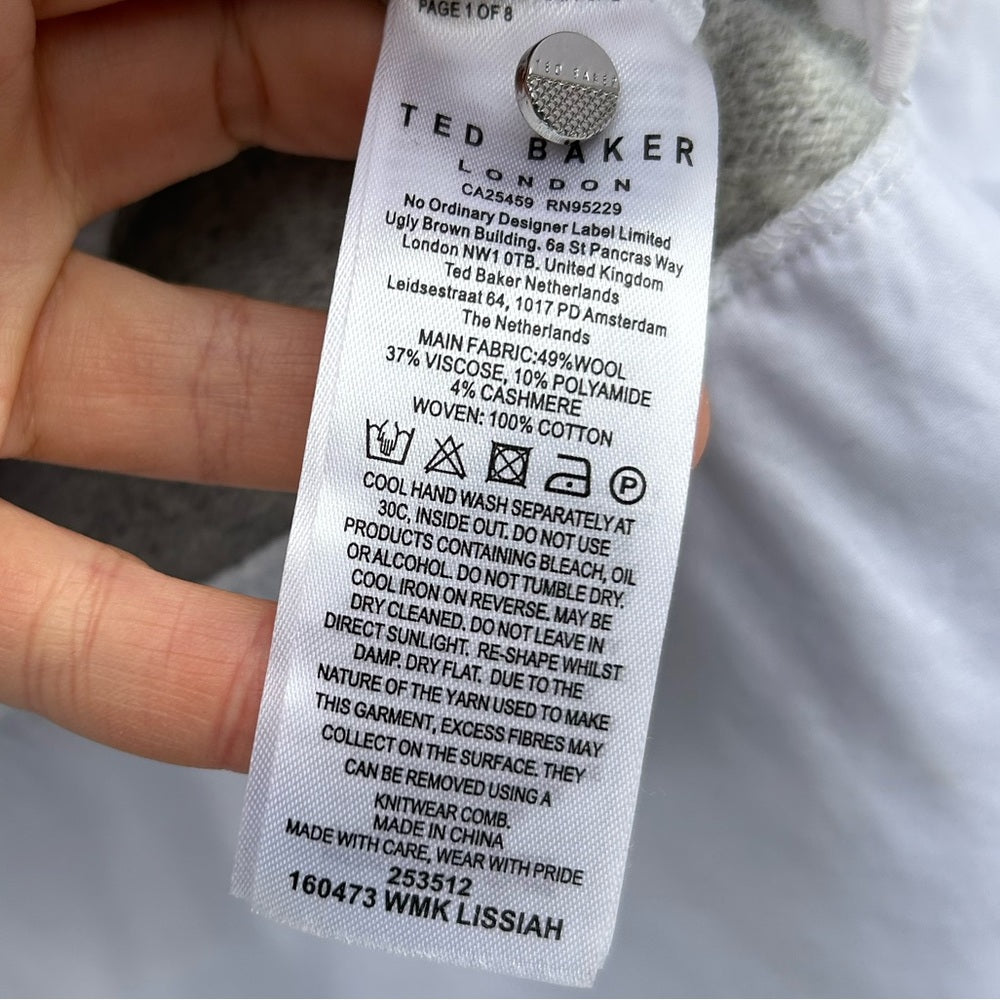 PAGE 1 OF 8
TED BAKER
TED BAKER
LONDON
CA25459 RN95229
No Ordinary Designer Label Limited
Ugly Brown Building. 6a St Pancras Way
London NW1 0TB. United Kingdom
Ted Baker Netherlands
Leidsestraat 64, 1017 PD Amsterdam
The Netherlands
MAIN FABRIC:49%WOOL
37% VISCOSE, 10% POLYAMIDE
4% CASHMERE
WOVEN: 100% COTTON
P
COOL HAND WASH SEPARATELY AT
30C, INSIDE OUT. DO NOT USE
PRODUCTS CONTAINING BLEACH, OIL
OR ALCOHOL. DO NOT TUMBLE DRY.
COOL IRON ON REVERSE. MAY BE
DRY CLEANED. DO NOT LEAVE IN
DIRECT SUNLIGHT. RE-SHAPE WHILST
DAMP. DRY FLAT. DUE TO THE
NATURE OF THE YARN USED TO MAKE
THIS GARMENT, EXCESS FIBRES MAY
COLLECT ON THE SURFACE. THEY
CAN BE REMOVED USING A
KNITWEAR COMB.
MADE IN CHINA
MADE WITH CARE, WEAR WITH PRIDE
253512
160473 WMK LISSIAH